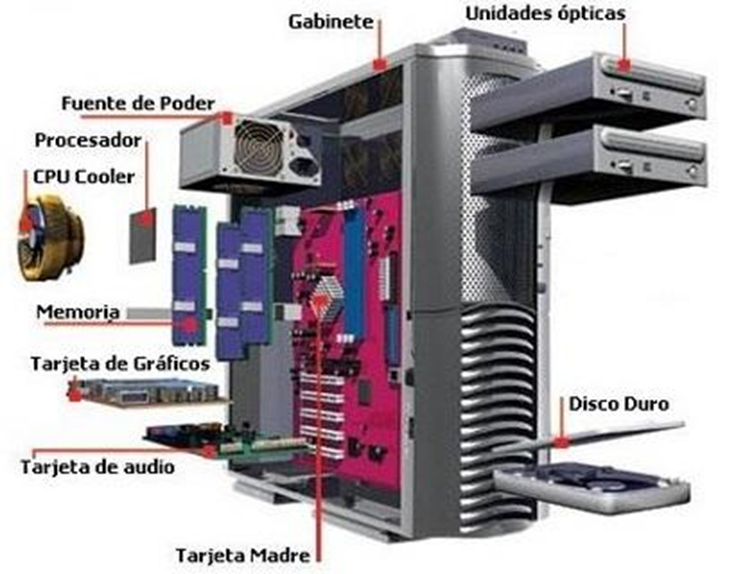 Unidades ópticas
Gabinete
Fuente de Poder
Procesador
CPU Cooler
Memoria
Tarjeta de Gráficos
Disco Duro
Tarjeta de audio
Tarjeta Madre